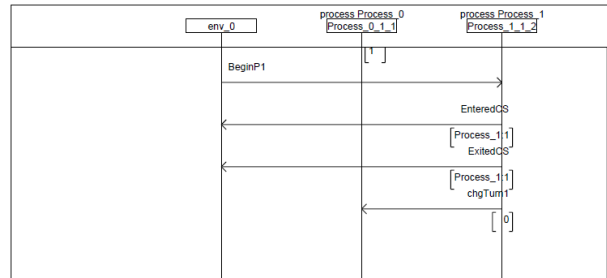 process Process_0
process Process_1
env_0
Process_0_1_1
Process_1_1_2
[ 1 ]
BeginP1
EnteredCS
[Process_1:1]
ExitedCS
[Process_1:1]
chgTurn1
[ 0]